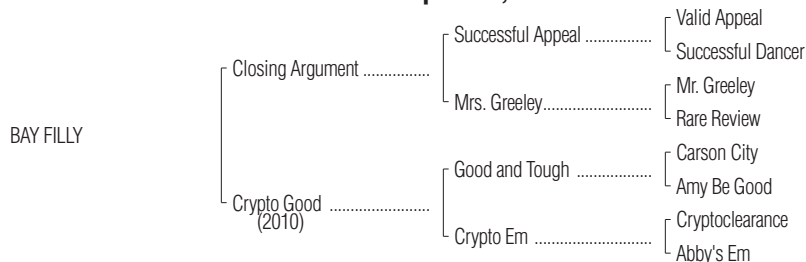 Valid Appeal
Successful Appeal ................
Successful Dancer
Closing Argument ................
Mr. Greeley
Mrs. Greeley.........................
Rare Review
BAY FILLY
Carson City
Good and Tough ..................
Amy Be Good
Crypto Good ........................
(2010)
Cryptoclearance
Crypto Em ............................
Abby's Em